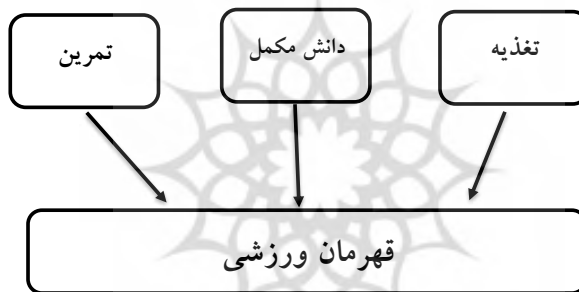 تغذیه
دانش مکمل
تمرین
قهرمان ورزشی